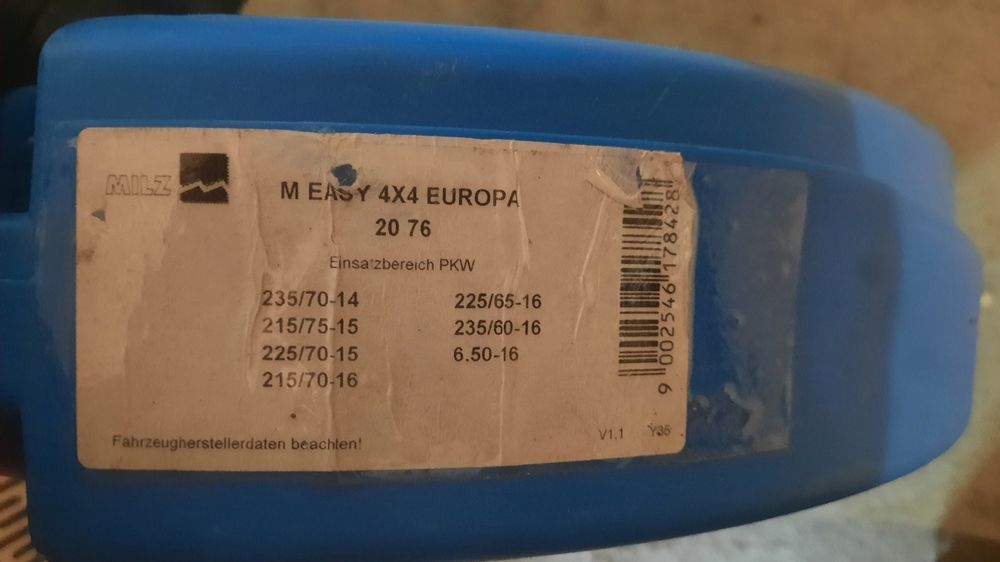 MILZ
M EASY 4X4 EUROPA
20 76
Einsatzbereich PKW
235/70-14
215/75-15
225/70-15
215/70-16
225/65-16
235/60-16
6.50-16
Fahrzeugherstellerdaten beachten!
V1,1 Y35
9 002546 178428